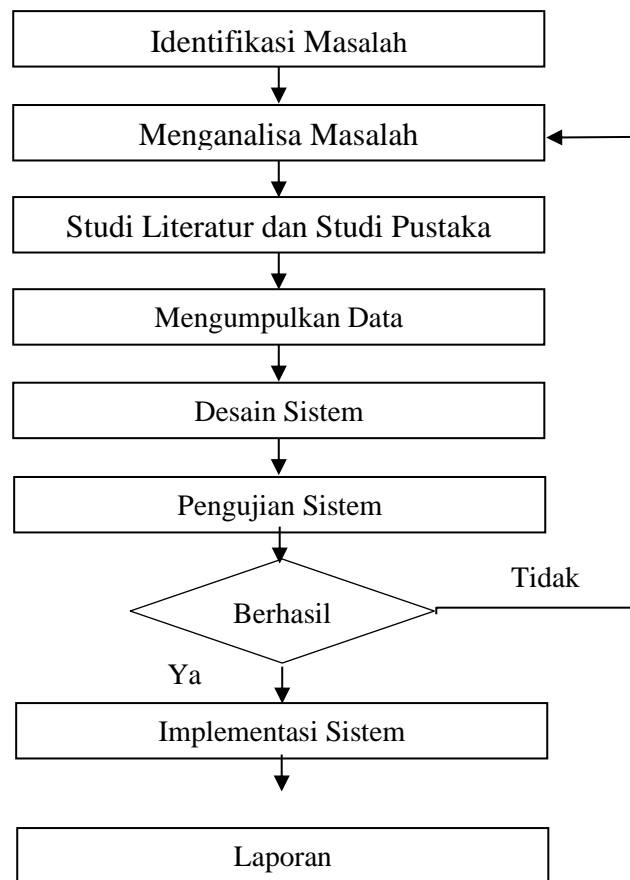 Identifikasi Masalah
Menganalisa Masalah
Studi Literatur dan Studi Pustaka
Mengumpulkan Data
Desain Sistem
Pengujian Sistem
Tidak
Berhasil
Ya
Implementasi Sistem
Laporan